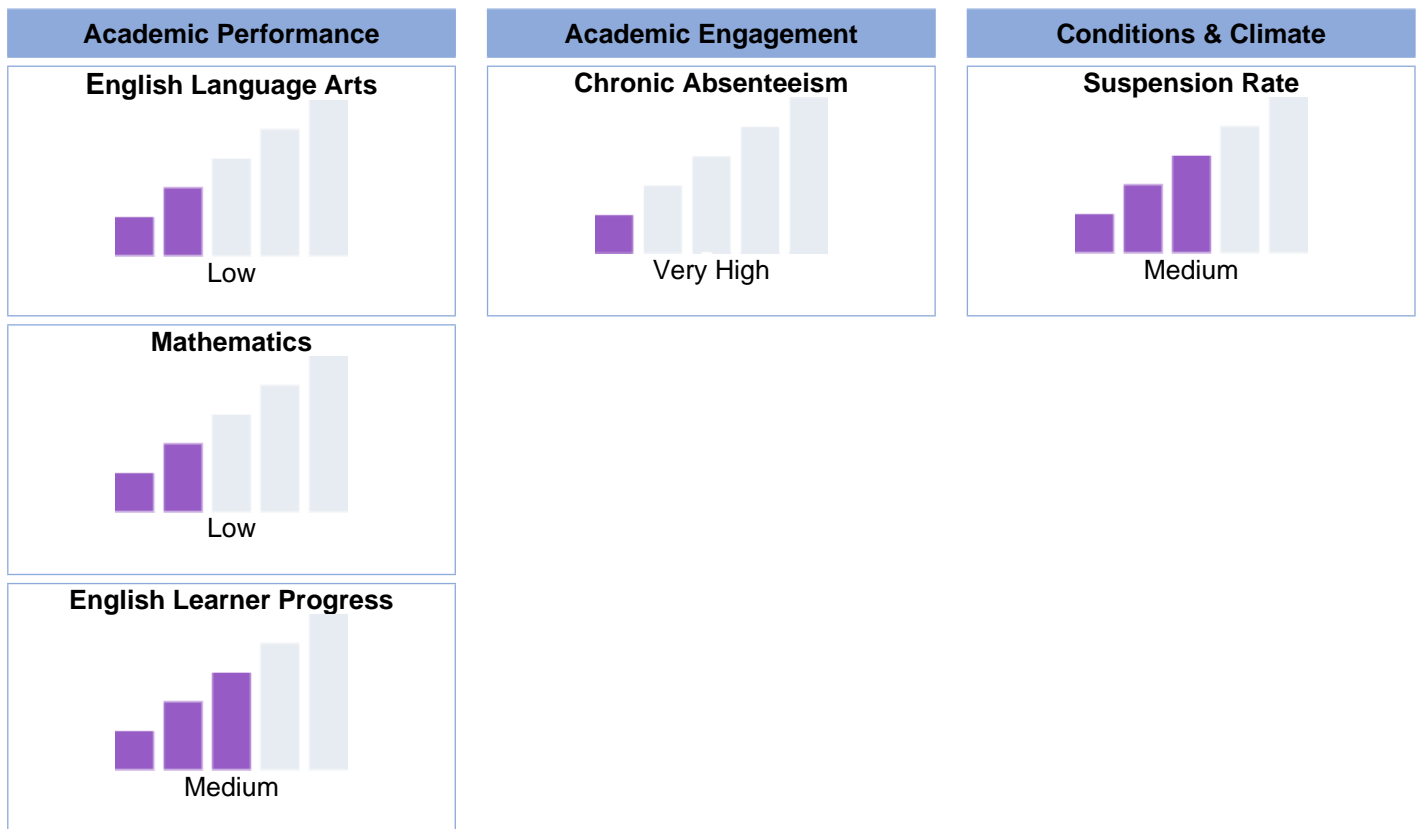 Academic Performance
English Language Arts
Low
Mathematics
Low
English Learner Progress
Medium
Academic Engagement
Chronic Absenteeism
Very High
Conditions & Climate
Suspension Rate
Medium